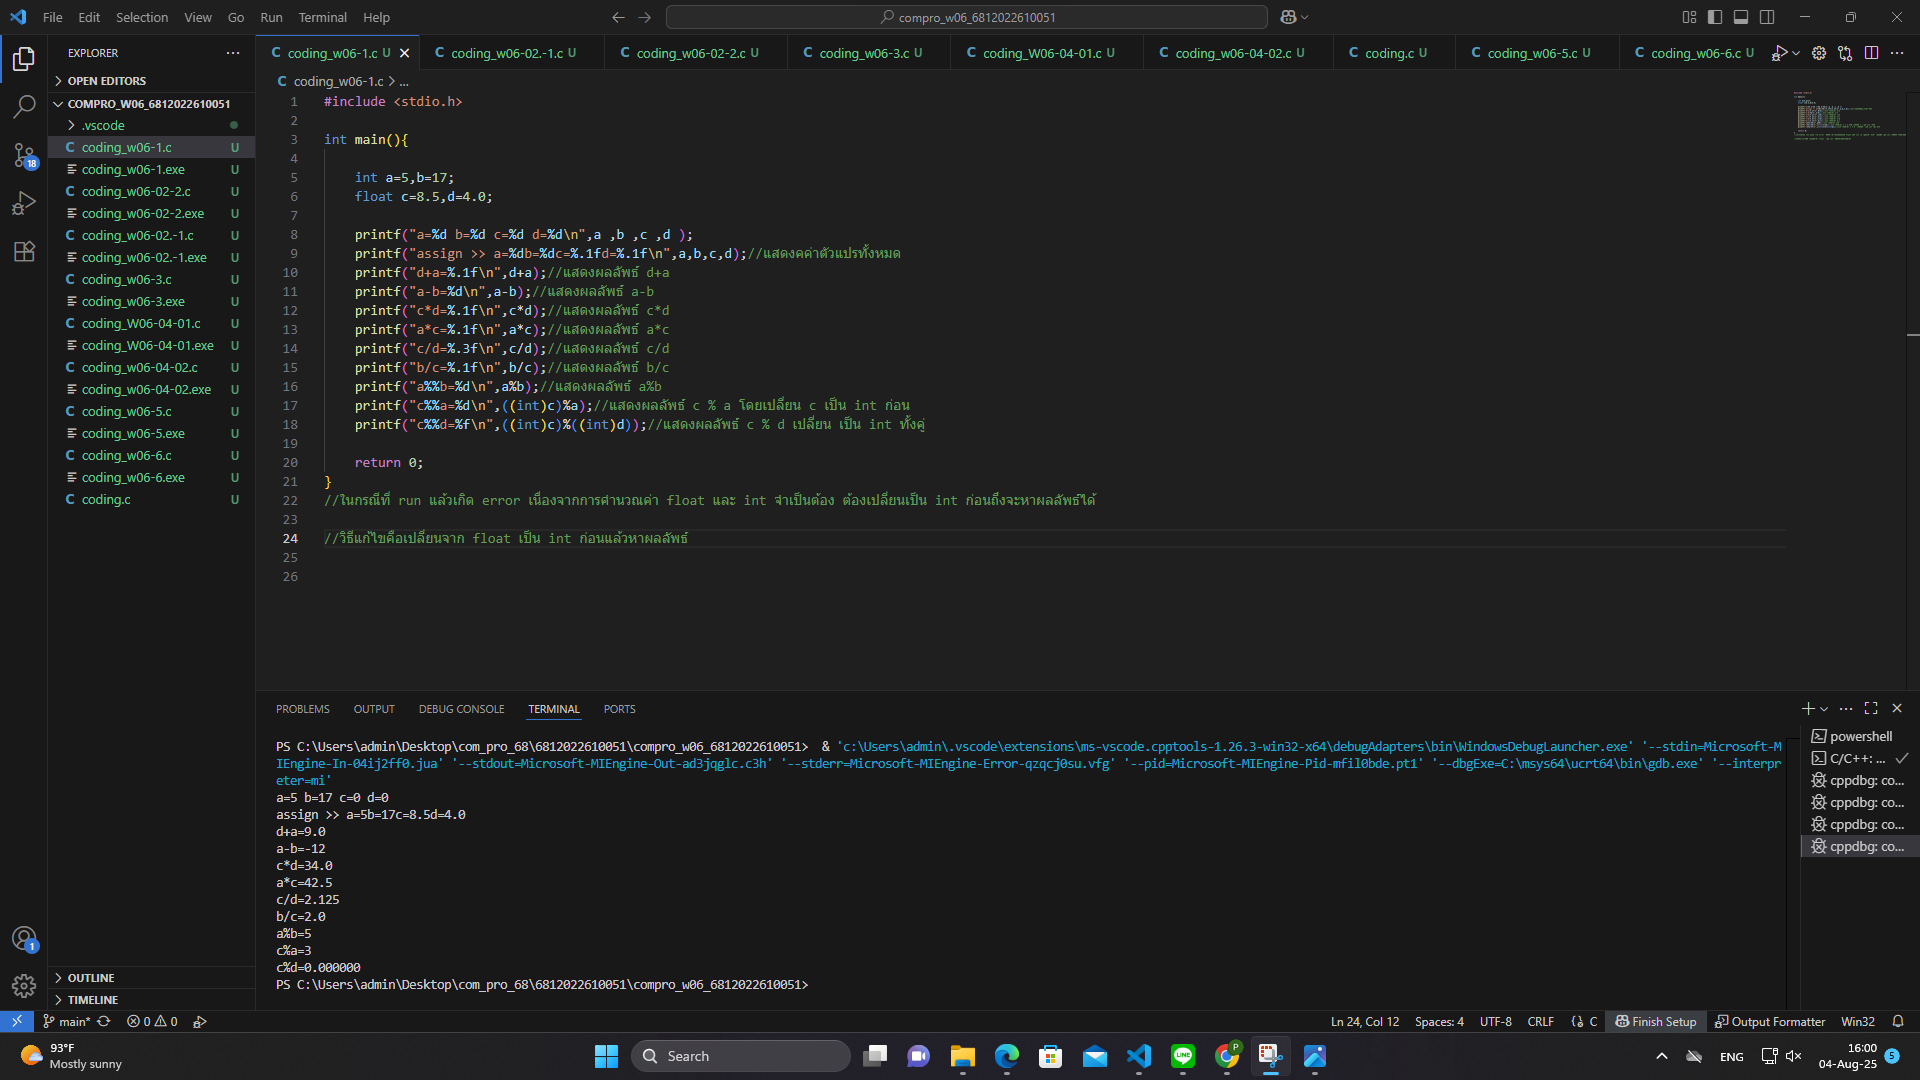 File Edit Selection View Go Run Terminal Help
compro_w06_6812022610051
EXPLORER
OPEN EDITORS
COMPRO_W06_6812022610051
.vscode
coding_w06-1.c U
coding_w06-1.exe U
coding_w06-02-2.c U
coding_w06-02-2.exe U
coding_w06-02.-1.c U
coding_w06-02.-1.exe U
coding_w06-3.c U
coding_w06-3.exe U
coding_W06-04-01.c U
coding_W06-04-01.exe U
coding_w06-04-02.c U
coding_w06-04-02.exe U
coding_w06-5.c U
coding_w06-5.exe U
coding_w06-6.c U
coding_w06-6.exe U
coding.c U
OUTLINE
TIMELINE
18
1
coding_w06-1.c U coding_w06-02.-1.c U coding_w06-02-2.c U coding_w06-3.c U coding_W06-04-01.c U coding_w06-04-02.c U coding.c U coding_w06-5.c U coding_w06-6.c U
C coding_w06-1.c > ...
1 #include <stdio.h>
2
3 int main(){
4
5 int a=5,b=17;
6 float c=8.5,d=4.0;
7
8 printf("a=%d b=%d c=%d d=%d\n",a ,b ,c ,d );
9 printf("assign >> a=%db=%dc=%.1fd=%.1f\n",a,b,c,d);//แสดงคค่าตัวแปรทั้งหมด
10 printf("d+a=%.1f\n",d+a);//แสดงผลลัพธ์ d+a
11 printf("a-b=%d\n",a-b);//แสดงผลลัพธ์ a-b
12 printf("c*d=%.1f\n",c*d);//แสดงผลลัพธ์ c*d
13 printf("a*c=%.1f\n",a*c);//แสดงผลลัพธ์ a*c
14 printf("c/d=%.3f\n",c/d);//แสดงผลลัพธ์ c/d
15 printf("b/c=%.1f\n",b/c);//แสดงผลลัพธ์ b/c
16 printf("a%%b=%d\n",a%b);//แสดงผลลัพธ์ a%b
17 printf("c%%a=%d\n",((int)c)%a);//แสดงผลลัพธ์ c % a โดยเปลี่ยน c เป็น int ก่อน
18 printf("c%%d=%f\n",((int)c)%((int)d));//แสดงผลลัพธ์ c % d เปลี่ยน เป็น int ทั้งคู่
19
20 return 0;
21 }
22 //ในกรณีที่ run แล้วเกิด error เนื่องจากการคำนวณค่า float และ int จำเป็นต้อง ต้องเปลี่ยนเป็น int ก่อนถึงจะหาผลลัพธ์ได้
23
24 //วิธีแก้ไขคือเปลี่ยนจาก float เป็น int ก่อนแล้วหาผลลัพธ์
25
26
PROBLEMS OUTPUT DEBUG CONSOLE TERMINAL PORTS
PS C:\Users\admin\Desktop\com_pro_68\6812022610051\compro_w06_6812022610051> & 'c:\Users\admin\.vscode\extensions\ms-vscode.cpptools-1.26.3-win32-x64\debugAdapters\bin\WindowsDebugLauncher.exe' '--stdin=Microsoft-M
IEngine-In-04ij2ff0.jua' '--stdout=Microsoft-MIEngine-Out-ad3jqglc.c3h' '--stderr=Microsoft-MIEngine-Error-qzqcj0su.vfg' '--pid=Microsoft-MIEngine-Pid-mfil0bde.pt1' '--dbgExe=C:\msys64\ucrt64\bin\gdb.exe' '--interpr
eter=mi'
a=5 b=17 c=0 d=0
assign >> a=5b=17c=8.5d=4.0
d+a=9.0
a-b=-12
c*d=34.0
a*c=42.5
c/d=2.125
b/c=2.0
a%b=5
c%a=3
c%d=0.000000
PS C:\Users\admin\Desktop\com_pro_68\6812022610051\compro_w06_6812022610051>
powershell
C/C++: ...
cppdbg: co...
cppdbg: co...
cppdbg: co...
cppdbg: co...
main* 0 0 Ln 24, Col 12 Spaces: 4 UTF-8 CRLF {} C Finish Setup Output Formatter Win32
93°F
Mostly sunny
Search
P
LINE
ENG
16:00
04-Aug-25
5